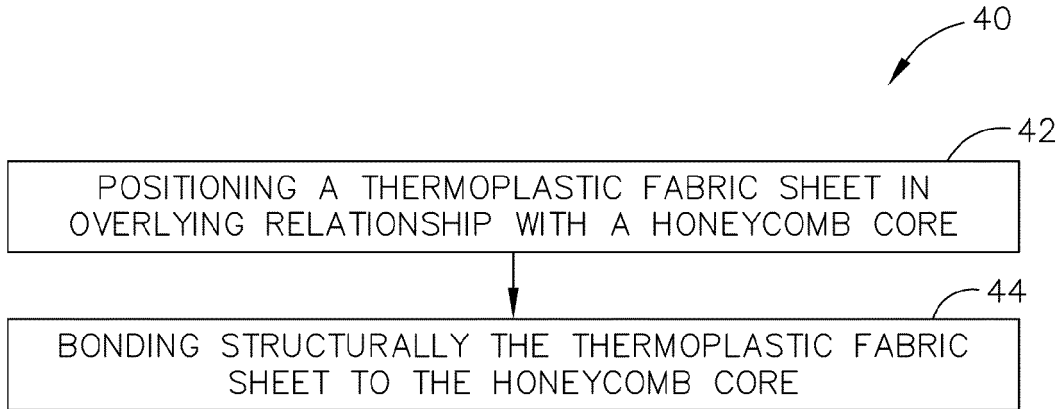 40
42
POSITIONING A THERMOPLASTIC FABRIC SHEET IN
OVERLYING RELATIONSHIP WITH A HONEYCOMB CORE
44
BONDING STRUCTURALLY THE THERMOPLASTIC FABRIC
SHEET TO THE HONEYCOMB CORE